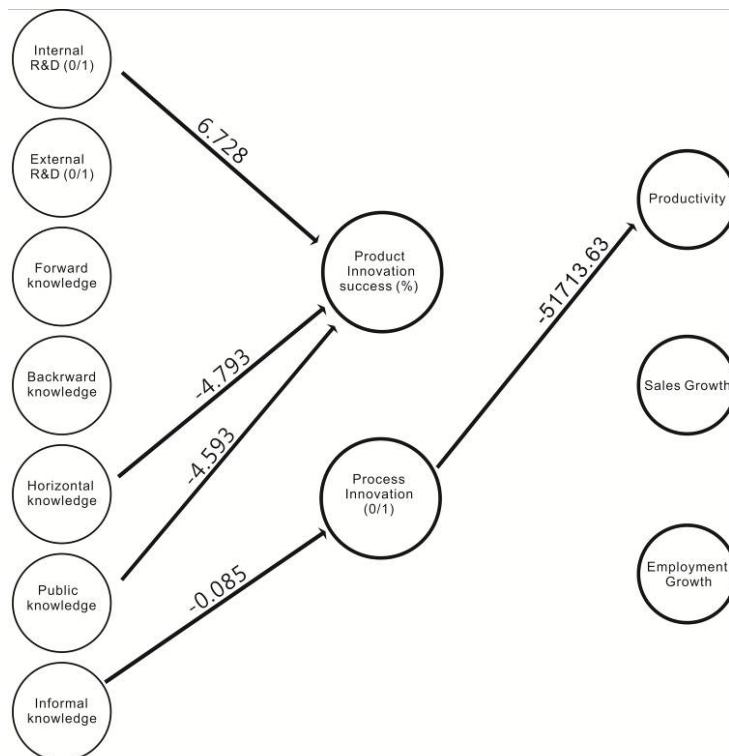 Internal
R&D (0/1)
6.728
External
R&D (0/1)
Productivity
Forward
knowledge
Product
Innovation
success (%)
-51713.63
Backrward
knowledge
-4.793
Sales Growth
-4.593
Horizontal
knowledge
Process
Innovation
(0/1)
Public
knowledge
-0.085
Employment
Growth
Informal
knowledge